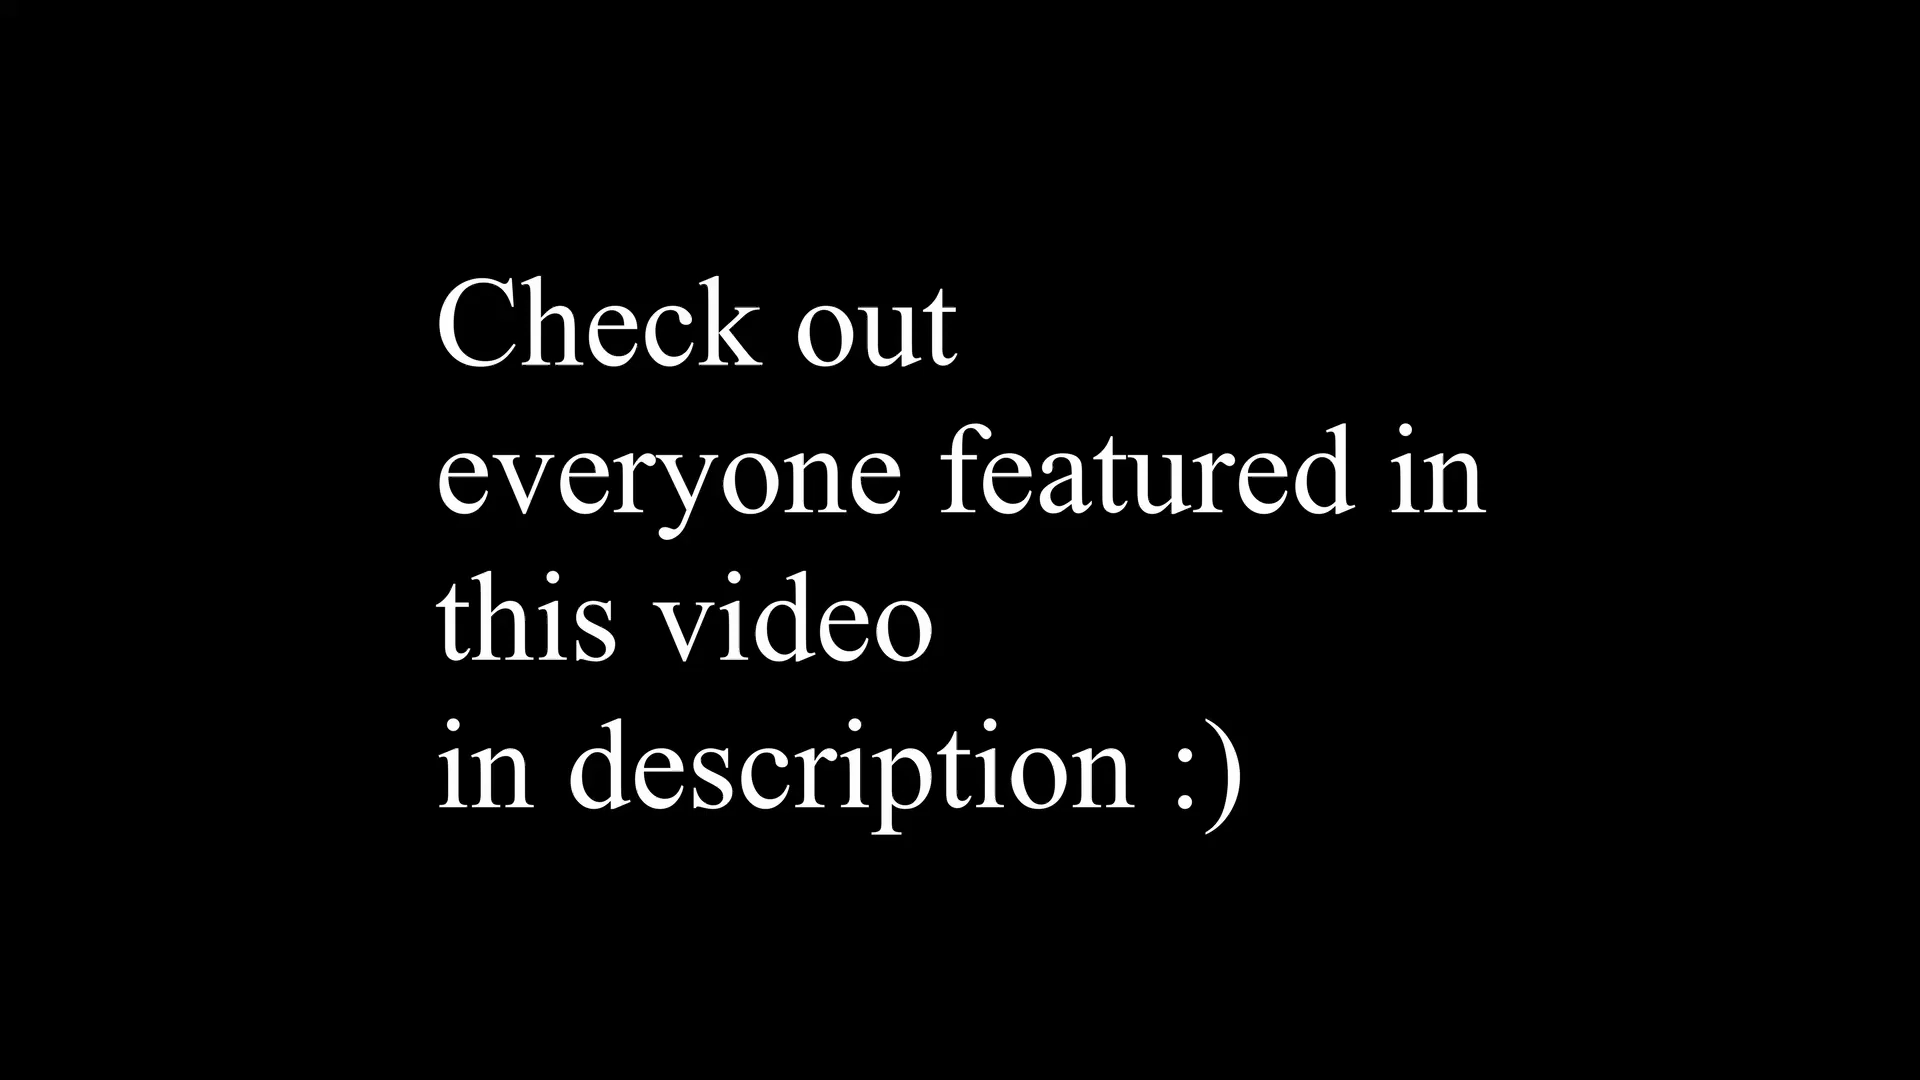 Check out
everyone featured in
this video
in description :)